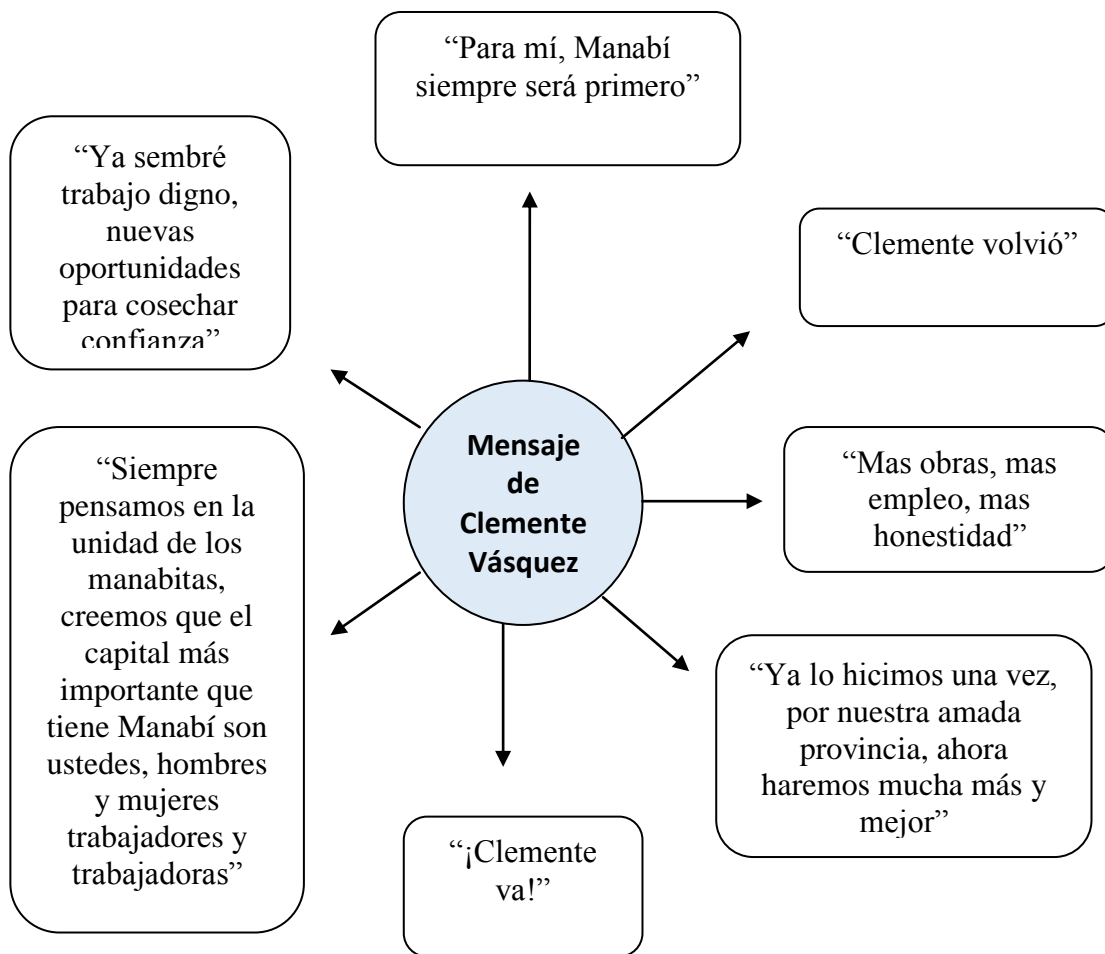 “Para mí, Manabí
siempre será primero”
“Ya sembré
trabajo digno,
nuevas
oportunidades
para cosechar
confianza”
“Clemente volvió”
Mensaje
de
Clemente
Vásquez
“Mas obras, mas
empleo, mas
honestidad”
“Siempre
pensamos en la
unidad de los
manabitas,
creemos que el
capital más
importante que
tiene Manabí son
ustedes, hombres
y mujeres
trabajadores y
trabajadoras”
“Ya lo hicimos una vez,
por nuestra amada
provincia, ahora
haremos mucha más y
mejor”
“¡Clemente
va!”